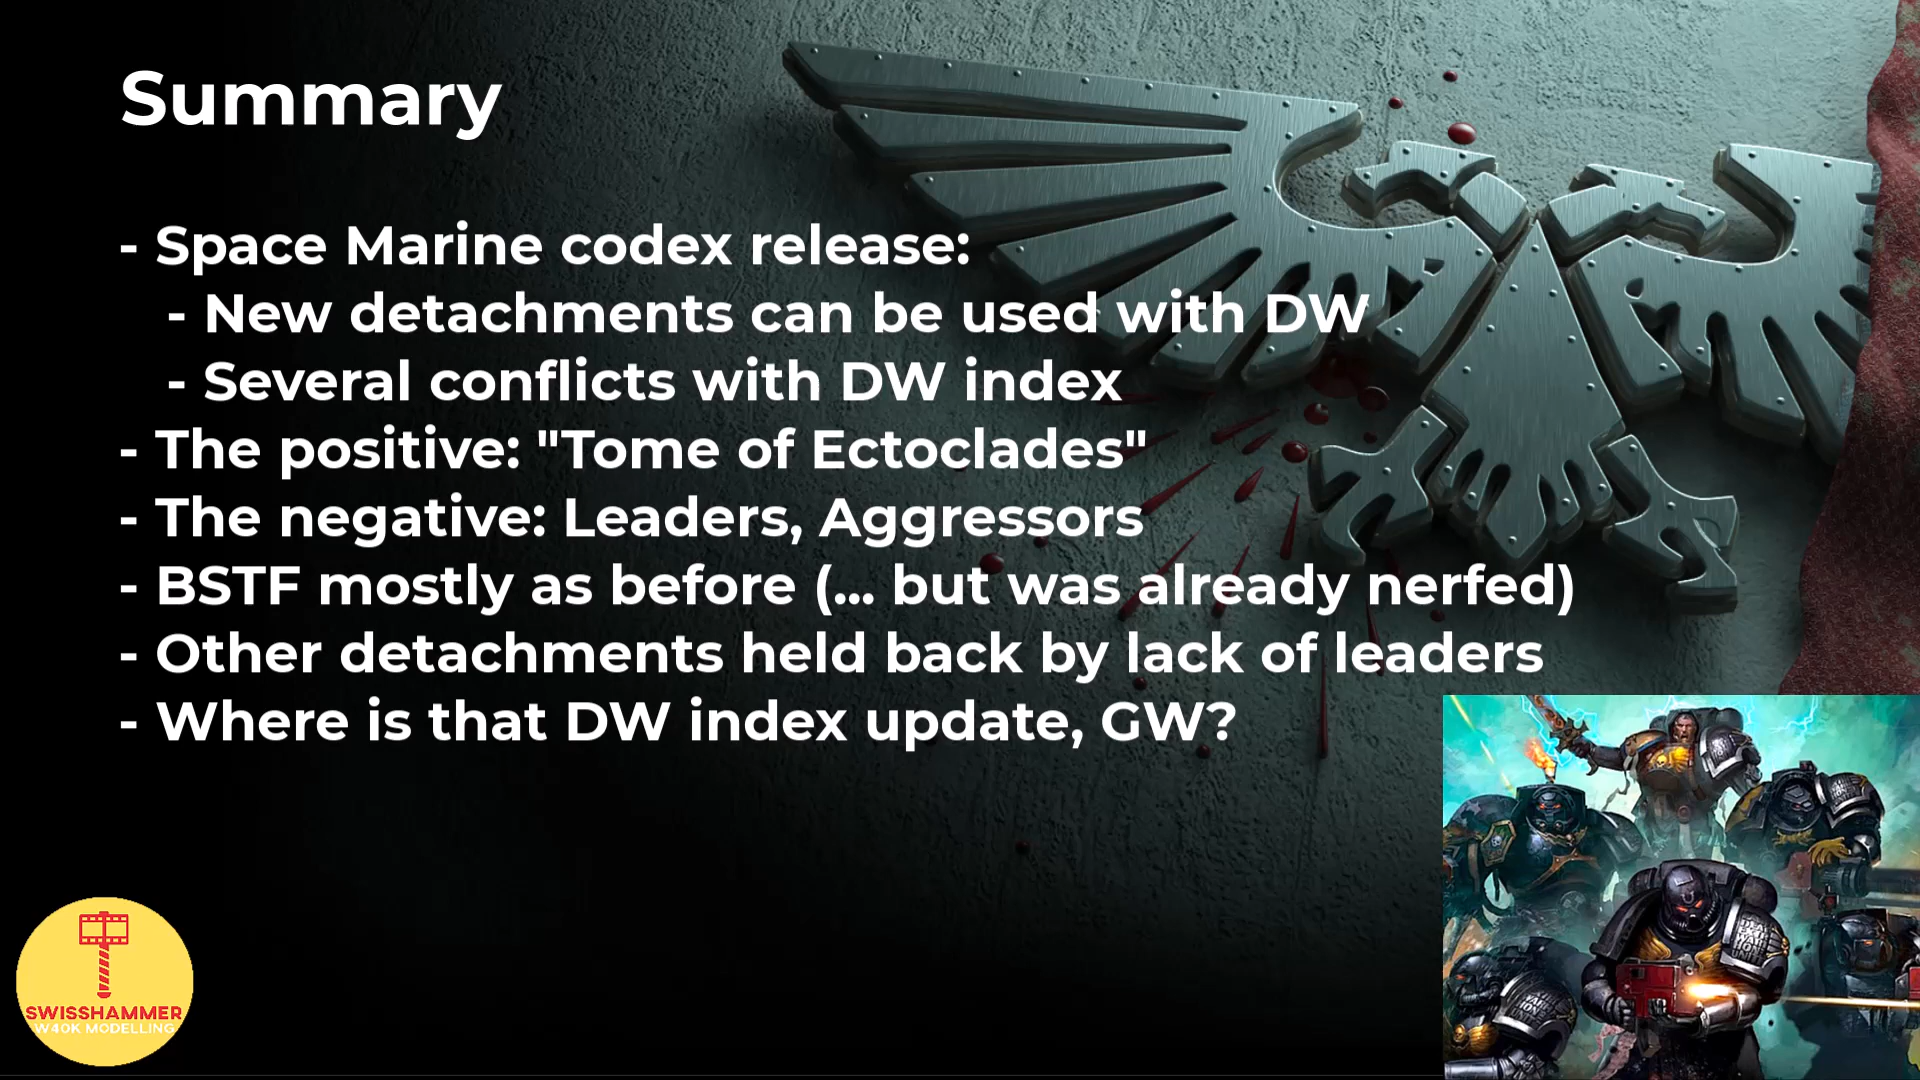 Summary
- Space Marine codex release:
- New detachments can be used with DW
- Several conflicts with DW index
- The positive: "Tome of Ectoclades"
- The negative: Leaders, Aggressors
- BSTF mostly as before (... but was already nerfed)
- Other detachments held back by lack of leaders
- Where is that DW index update, GW?
SWISSHAMMER
W40K MODELLING